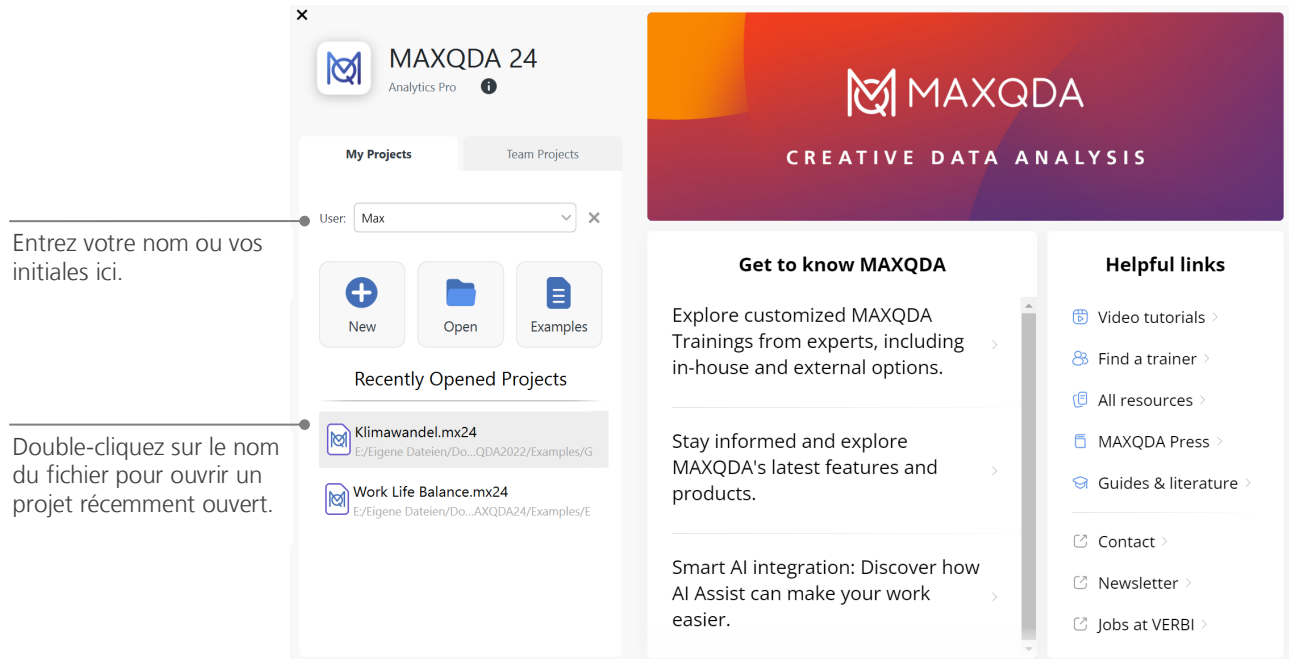 MAXQDA 24
Analytics Pro
My Projects
Team Projects
User:
Max
Entrez votre nom ou vos
initiales ici.
New
Open
Examples
Recently Opened Projects
Klimawandel.mx24
E:/Eigene Dateien/Do...QDA2022/Examples/G
Double-cliquez sur le nom
du fichier pour ouvrir un
projet récemment ouvert.
Work Life Balance.mx24
E:/Eigene Dateien/Do...AXQDA24/Examples/E
MAXQDA
CREATIVE DATA ANALYSIS
Get to know MAXQDA
Explore customized MAXQDA
Trainings from experts, including
in-house and external options.
Stay informed and explore
MAXQDA's latest features and
products.
Smart AI integration: Discover how
AI Assist can make your work
easier.
Helpful links
Video tutorials
Find a trainer
All resources
MAXQDA Press
Guides & literature
Contact
Newsletter
Jobs at VERBI